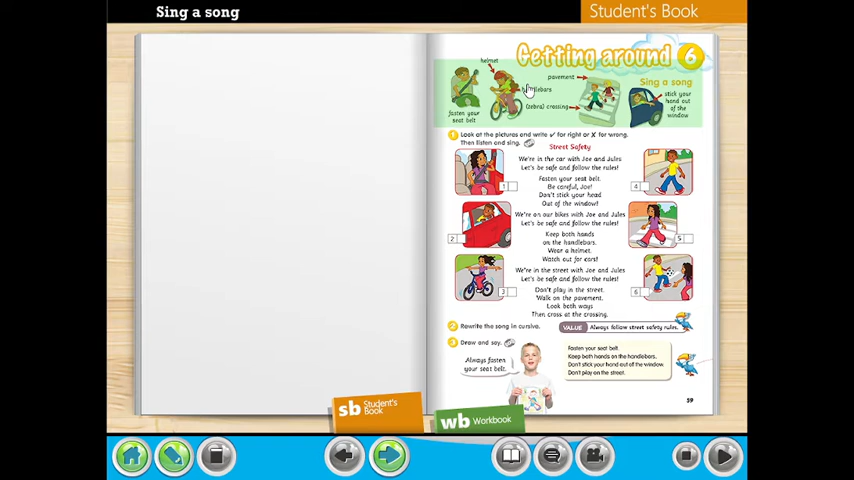 Sing a song
Student's Book
Getting around 6
helmet
pavement
Sing a song
handlebars
stick your
hand out
of the
window
(zebra) crossing
fasten your
seat belt
1 Look at the pictures and write ✓ for right or ✗ for wrong.
Then listen and sing.
Street Safety
We're in the car with Joe and Jules
Let's be safe and follow the rules!
Fasten your seat belt.
Be careful, Joe!
Don't stick your head
Out of the window!
We're on our bikes with Joe and Jules
Let's be safe and follow the rules!
Keep both hands
on the handlebars.
Wear a helmet.
Watch out for cars!
We're in the street with Joe and Jules
Let's be safe and follow the rules!
Don't play in the street.
Walk on the pavement.
Look both ways
Then cross at the crossing.
1
2
3
4
5
6
2 Rewrite the song in cursive.
VALUE Always follow street safety rules.
3 Draw and say.
Always fasten
your seat belt.
Fasten your seat belt.
Keep both hands on the handlebars.
Don't stick your hand out of the window.
Don't play on the street.
59
sb Student's
Book
wb Workbook